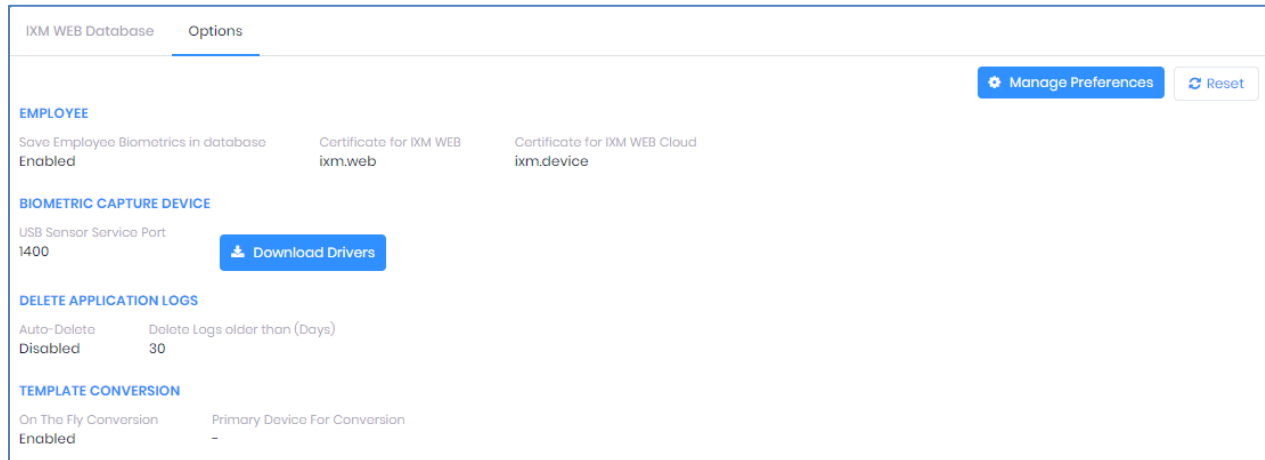 IXM WEB Database Options
Manage Preferences Reset
EMPLOYEE
Save Employee Biometrics in database Certificate for IXM WEB Certificate for IXM WEB Cloud
Enabled ixm.web ixm.device
BIOMETRIC CAPTURE DEVICE
USB Sensor Service Port
1400 Download Drivers
DELETE APPLICATION LOGS
Auto-Delete Delete Logs older than (Days)
Disabled 30
TEMPLATE CONVERSION
On The Fly Conversion Primary Device For Conversion
Enabled -